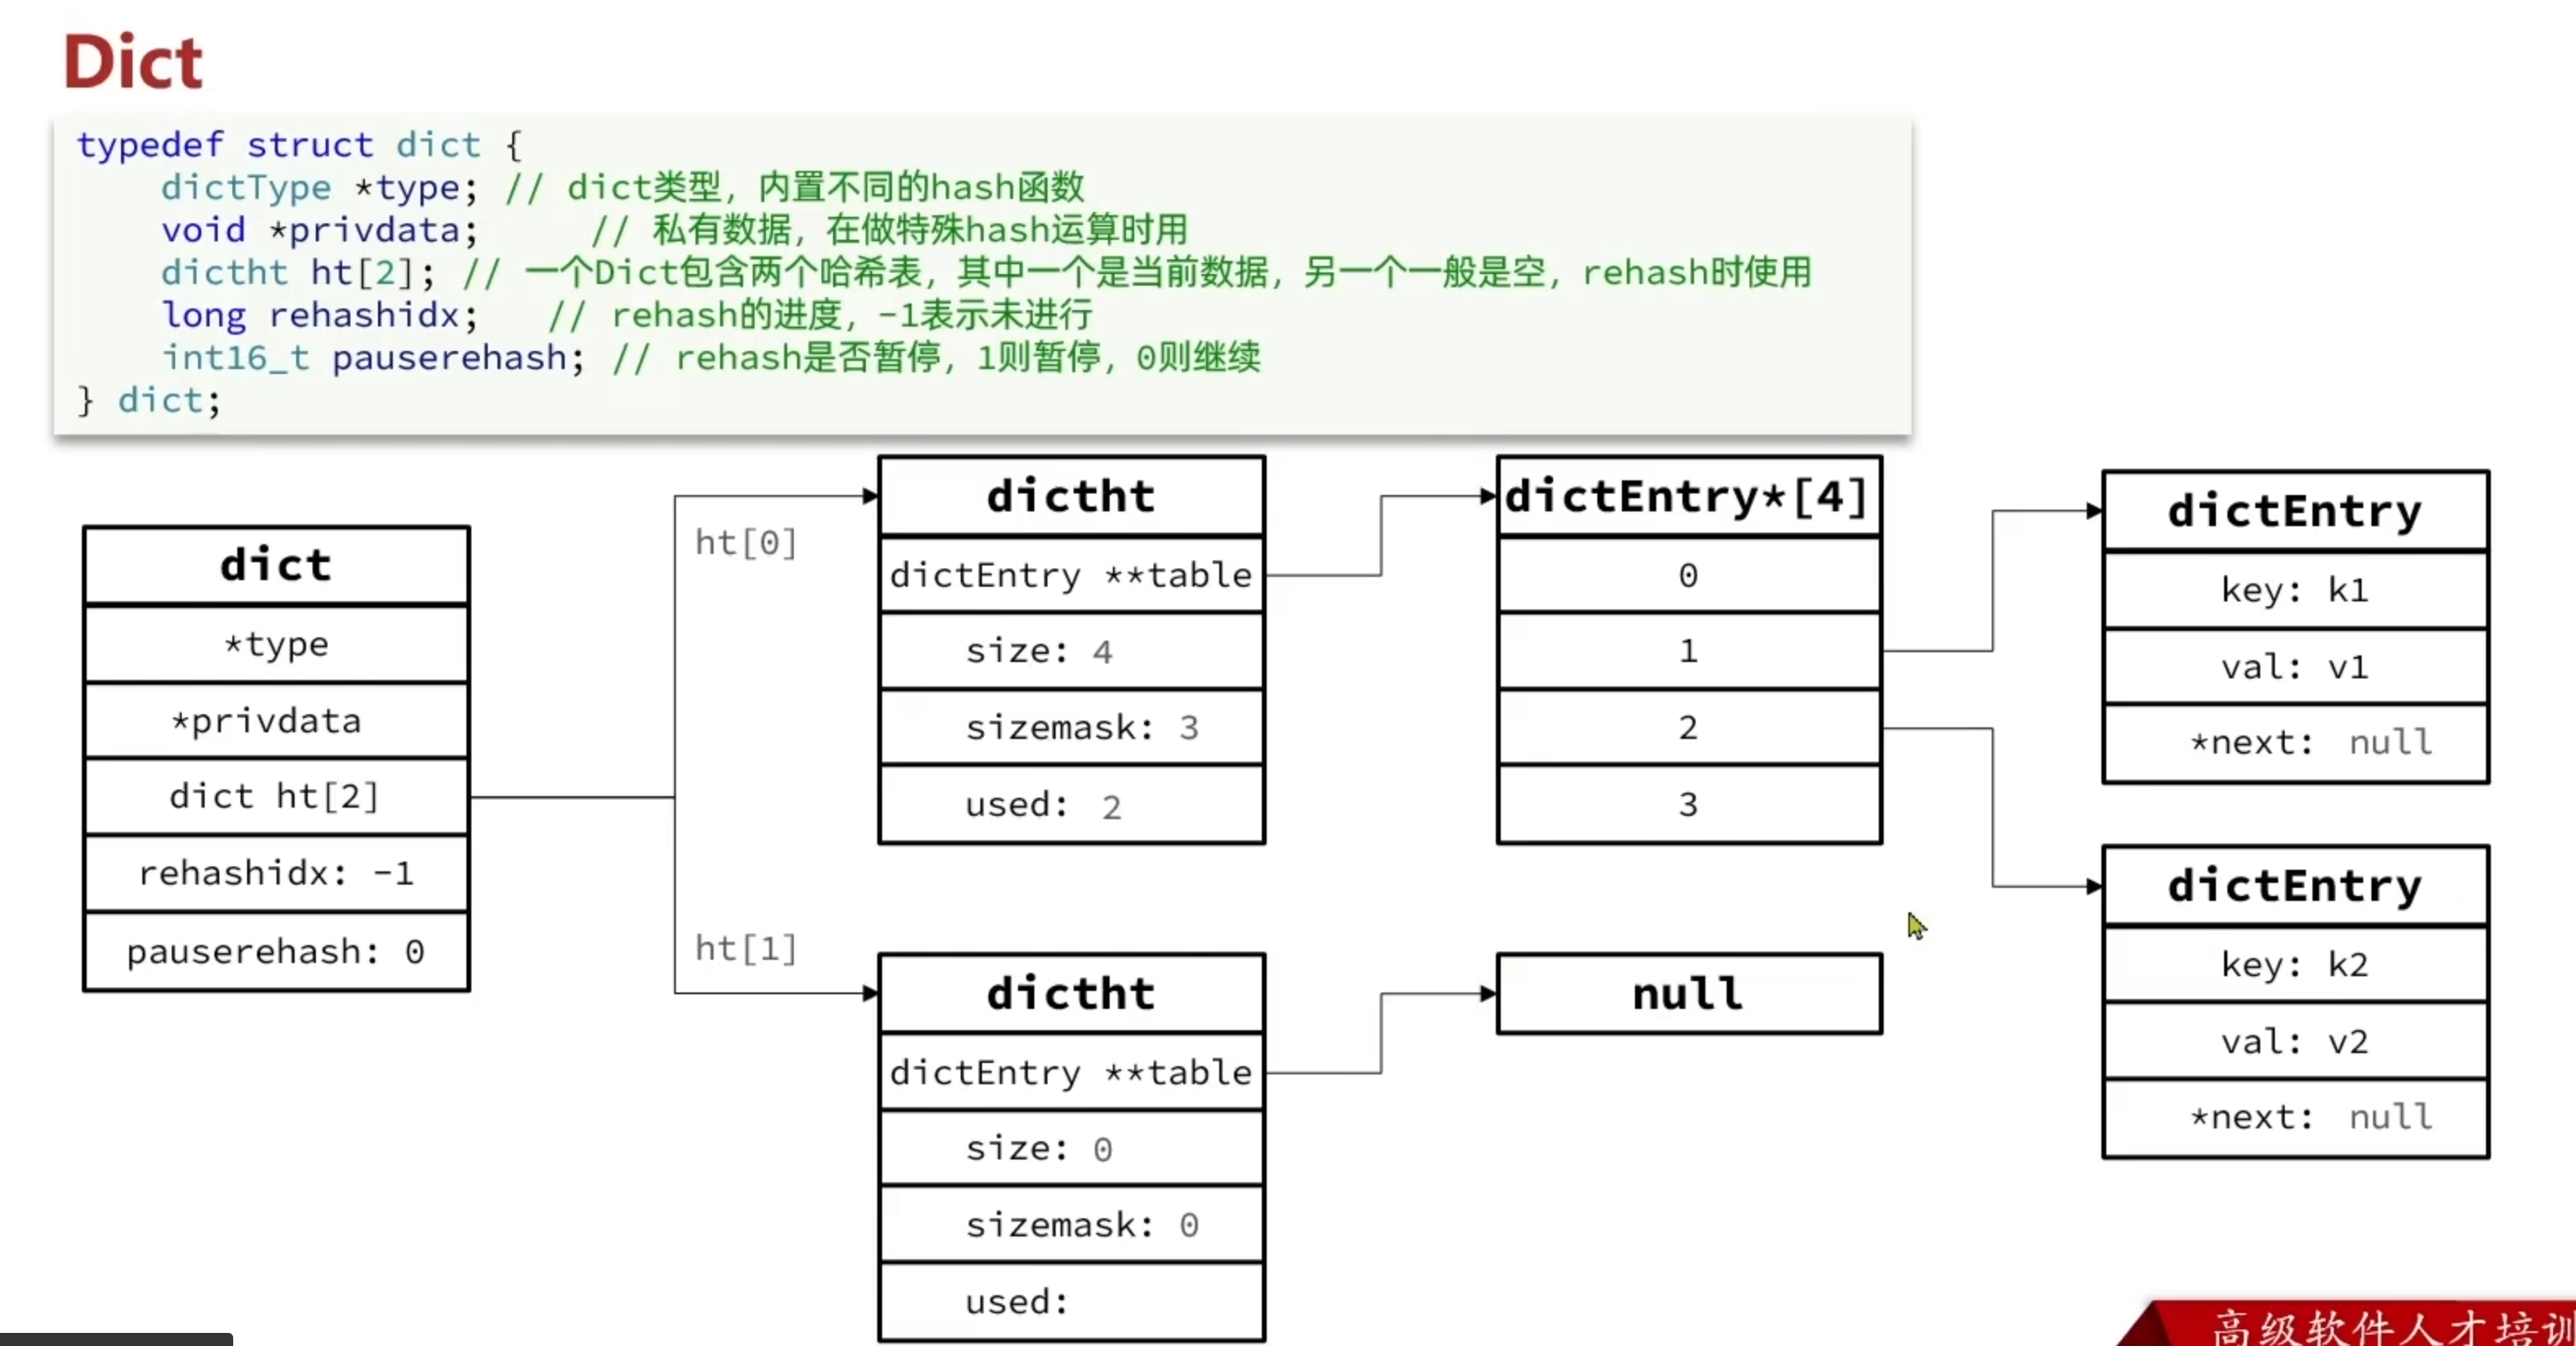 Dict
typedef struct dict {
    dictType *type; // dict类型，内置不同的hash函数
    void *privdata;     // 私有数据，在做特殊hash运算时用
    dictht ht[2]; // 一个Dict包含两个哈希表，其中一个是当前数据，另一个一般是空，rehash时使用
    long rehashidx;   // rehash的进度，-1表示未进行
    int16_t pauserehash; // rehash是否暂停，1则暂停，0则继续
} dict;
dict
*type
*privdata
dict ht[2]
rehashidx: -1
pauserehash: 0
ht[0]
dictht
dictEntry **table
size: 4
sizemask: 3
used: 2
ht[1]
dictht
dictEntry **table
size: 0
sizemask: 0
used:
dictEntry*[4]
0
1
2
3
null
dictEntry
key: k1
val: v1
*next: null
dictEntry
key: k2
val: v2
*next: null
高级软件人才培训